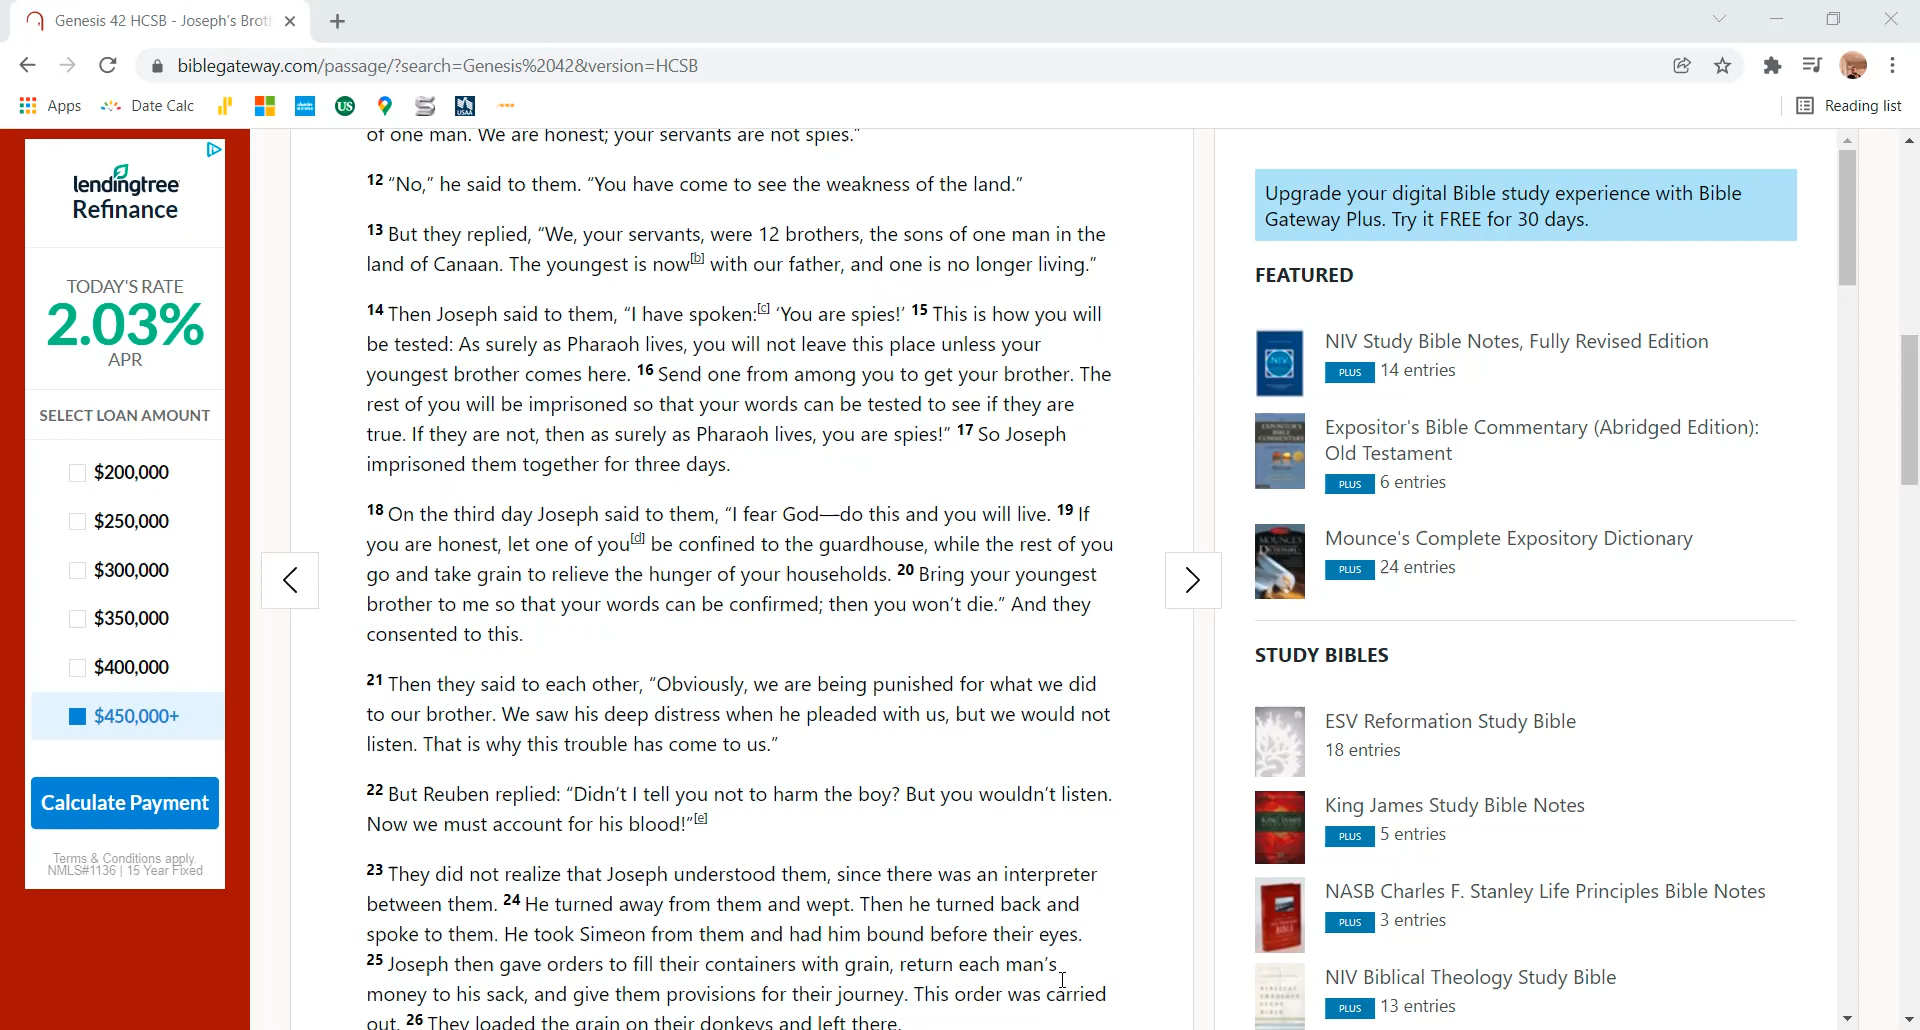 Genesis 42 HCSB - Joseph's Brot
biblegateway.com/passage/?search=Genesis%2042&version=HCSB
Apps
Date Calc
US
USAA
Reading list
lendingtree
Refinance
TODAY'S RATE
2.03%
APR
SELECT LOAN AMOUNT
$200,000
$250,000
$300,000
$350,000
$400,000
$450,000+
Calculate Payment
Terms & Conditions apply.
NMLS#1136 | 15 Year Fixed
of one man. We are honest; your servants are not spies.”
12 “No,” he said to them. “You have come to see the weakness of the land.”
13 But they replied, “We, your servants, were 12 brothers, the sons of one man in the
land of Canaan. The youngest is now[b] with our father, and one is no longer living.”
14 Then Joseph said to them, “I have spoken:[c] ‘You are spies!’ 15 This is how you will
be tested: As surely as Pharaoh lives, you will not leave this place unless your
youngest brother comes here. 16 Send one from among you to get your brother. The
rest of you will be imprisoned so that your words can be tested to see if they are
true. If they are not, then as surely as Pharaoh lives, you are spies!” 17 So Joseph
imprisoned them together for three days.
18 On the third day Joseph said to them, “I fear God—do this and you will live. 19 If
you are honest, let one of you[d] be confined to the guardhouse, while the rest of you
go and take grain to relieve the hunger of your households. 20 Bring your youngest
brother to me so that your words can be confirmed; then you won’t die.” And they
consented to this.
21 Then they said to each other, “Obviously, we are being punished for what we did
to our brother. We saw his deep distress when he pleaded with us, but we would not
listen. That is why this trouble has come to us.”
22 But Reuben replied: “Didn’t I tell you not to harm the boy? But you wouldn’t listen.
Now we must account for his blood!”[e]
23 They did not realize that Joseph understood them, since there was an interpreter
between them. 24 He turned away from them and wept. Then he turned back and
spoke to them. He took Simeon from them and had him bound before their eyes.
25 Joseph then gave orders to fill their containers with grain, return each man’s
money to his sack, and give them provisions for their journey. This order was carried
out. 26 They loaded the grain on their donkeys and left there.
Upgrade your digital Bible study experience with Bible
Gateway Plus. Try it FREE for 30 days.
FEATURED
NIV
NIV Study Bible Notes, Fully Revised Edition
PLUS 14 entries
Expositor's Bible Commentary (Abridged Edition):
Old Testament
PLUS 6 entries
Mounce's Complete Expository Dictionary
PLUS 24 entries
STUDY BIBLES
ESV Reformation Study Bible
18 entries
King James Study Bible Notes
PLUS 5 entries
NASB Charles F. Stanley Life Principles Bible Notes
PLUS 3 entries
NIV Biblical Theology Study Bible
PLUS 13 entries